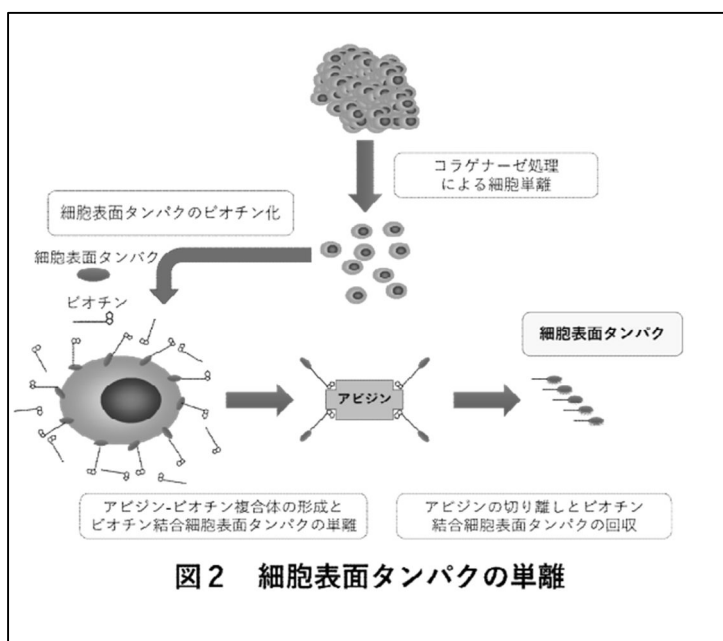 コラゲナーゼ処理
による細胞単離
細胞表面タンパクのビオチン化
細胞表面タンパク
ビオチン
アビジン
細胞表面タンパク
アビジン-ビオチン複合体の形成と
ビオチン結合細胞表面タンパクの単離
アビジンの切り離しとビオチン
結合細胞表面タンパクの回収
図2 細胞表面タンパクの単離